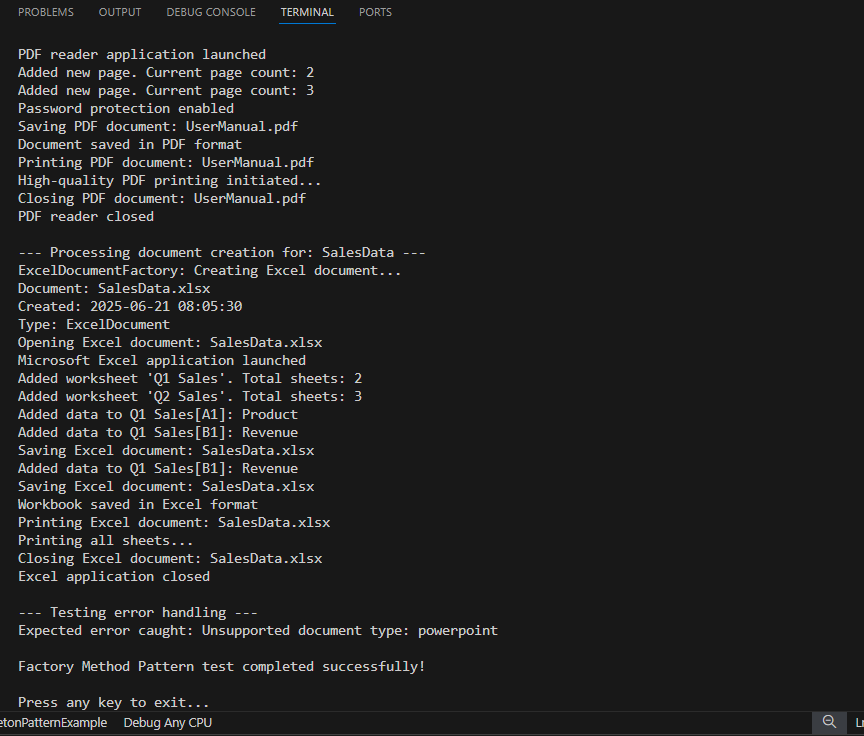 PROBLEMS OUTPUT DEBUG CONSOLE TERMINAL PORTS
PDF reader application launched
Added new page. Current page count: 2
Added new page. Current page count: 3
Password protection enabled
Saving PDF document: UserManual.pdf
Document saved in PDF format
Printing PDF document: UserManual.pdf
High-quality PDF printing initiated...
Closing PDF document: UserManual.pdf
PDF reader closed
--- Processing document creation for: SalesData ---
ExcelDocumentFactory: Creating Excel document...
Document: SalesData.xlsx
Created: 2025-06-21 08:05:30
Type: ExcelDocument
Opening Excel document: SalesData.xlsx
Microsoft Excel application launched
Added worksheet 'Q1 Sales'. Total sheets: 2
Added worksheet 'Q2 Sales'. Total sheets: 3
Added data to Q1 Sales[A1]: Product
Added data to Q1 Sales[B1]: Revenue
Saving Excel document: SalesData.xlsx
Added data to Q1 Sales[B1]: Revenue
Saving Excel document: SalesData.xlsx
Workbook saved in Excel format
Printing Excel document: SalesData.xlsx
Printing all sheets...
Closing Excel document: SalesData.xlsx
Excel application closed
--- Testing error handling ---
Expected error caught: Unsupported document type: powerpoint
Factory Method Pattern test completed successfully!
Press any key to exit...
etonPatternExample Debug Any CPU Ln